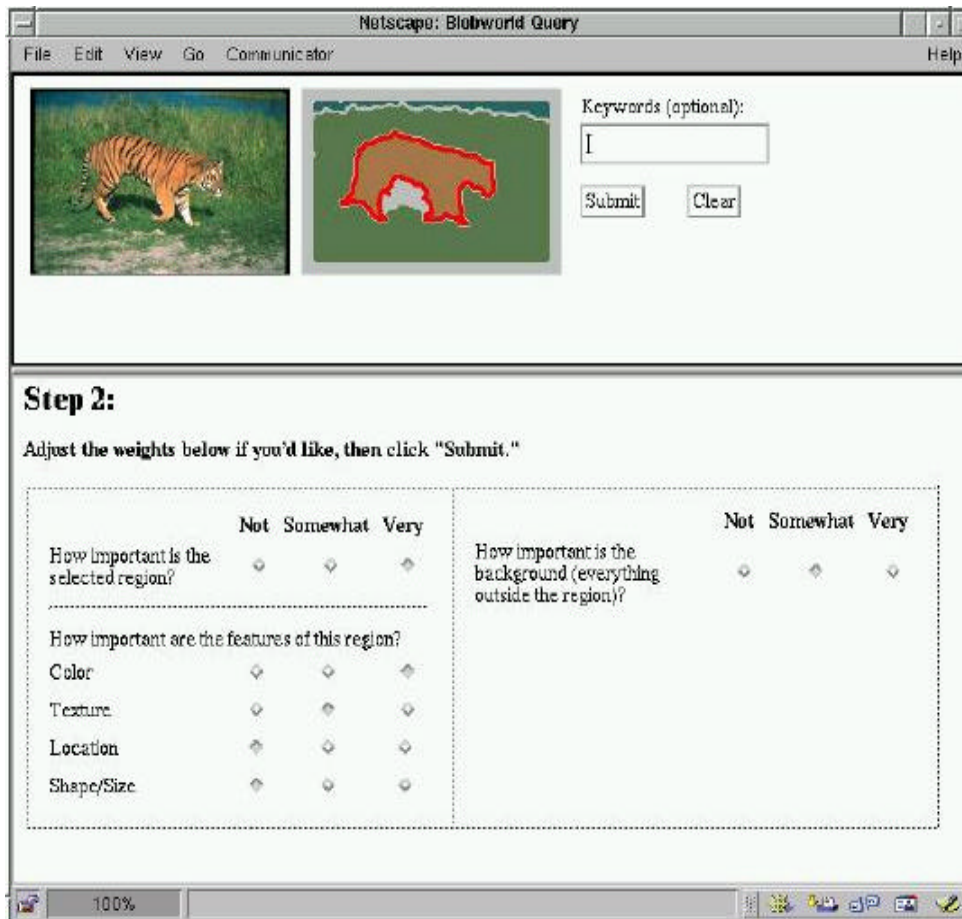 Netscape: Blobworld Query
File Edit View Go Communicator Help
Keywords (optional):
Submit Clear
Step 2:
Adjust the weights below if you'd like, then click "Submit."
Not Somewhat Very
How important is the
selected region?
How important are the features of this region?
Color
Texture
Location
Shape/Size
Not Somewhat Very
How important is the
background (everything
outside the region)?
100%